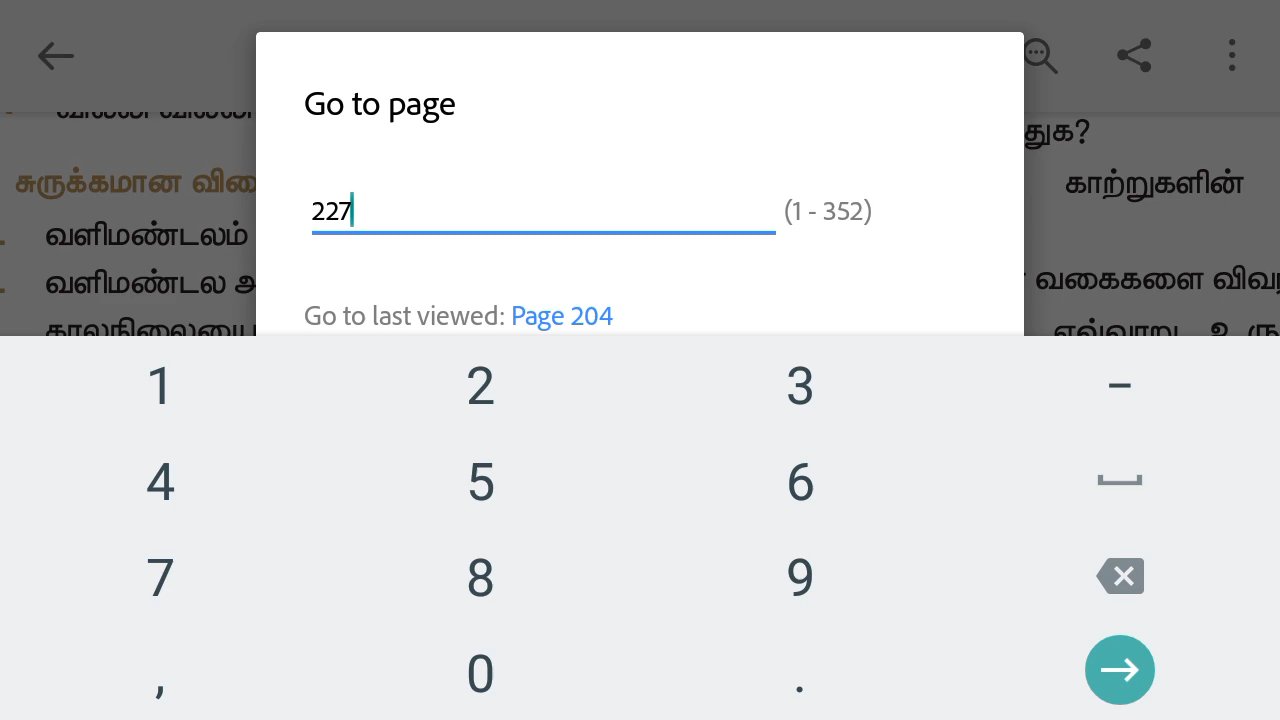 Go to page
துக?
சுருக்கமான
காற்றுகளின்
227
(1 - 352)
வளிமண்டலம்
வளிமண்டல
வகைகளை
Go to last viewed: Page 204
1 2 3 –
4 5 6
7 8 9
, 0 .